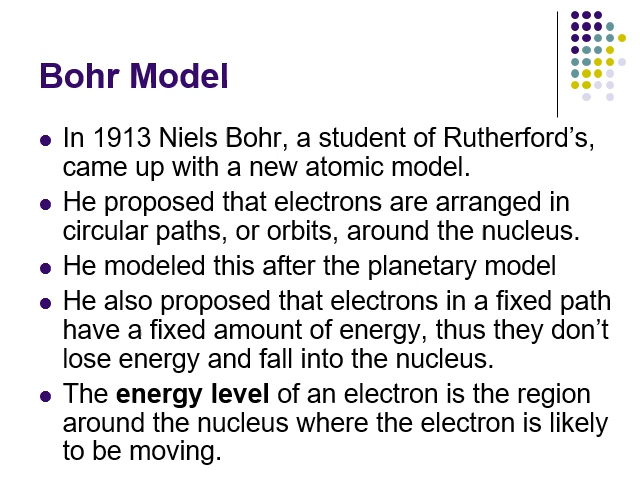 Bohr Model
In 1913 Niels Bohr, a student of Rutherford's,
came up with a new atomic model.
He proposed that electrons are arranged in
circular paths, or orbits, around the nucleus.
He modeled this after the planetary model
He also proposed that electrons in a fixed path
have a fixed amount of energy, thus they don't
lose energy and fall into the nucleus.
The energy level of an electron is the region
around the nucleus where the electron is likely
to be moving.